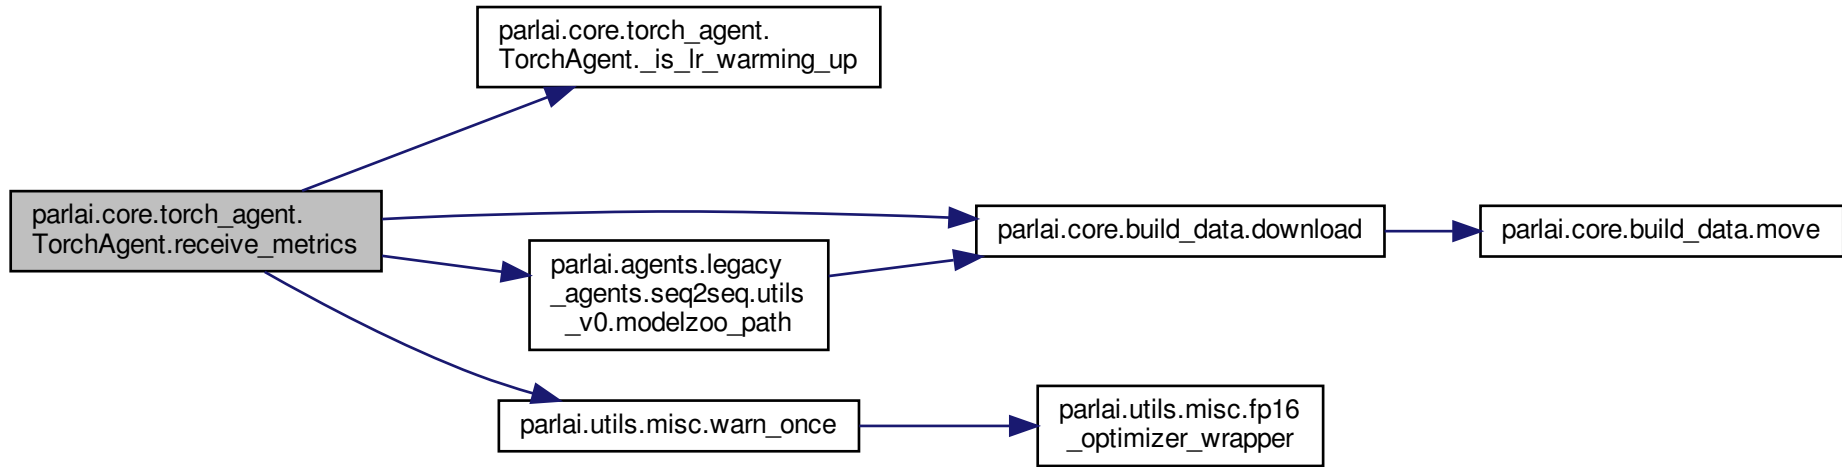 parlai.core.torch_agent.
TorchAgent._is_lr_warming_up
parlai.core.torch_agent.
TorchAgent.receive_metrics
parlai.core.build_data.download
parlai.core.build_data.move
parlai.agents.legacy
_agents.seq2seq.utils
_v0.modelzoo_path
parlai.utils.misc.warn_once
parlai.utils.misc.fp16
_optimizer_wrapper